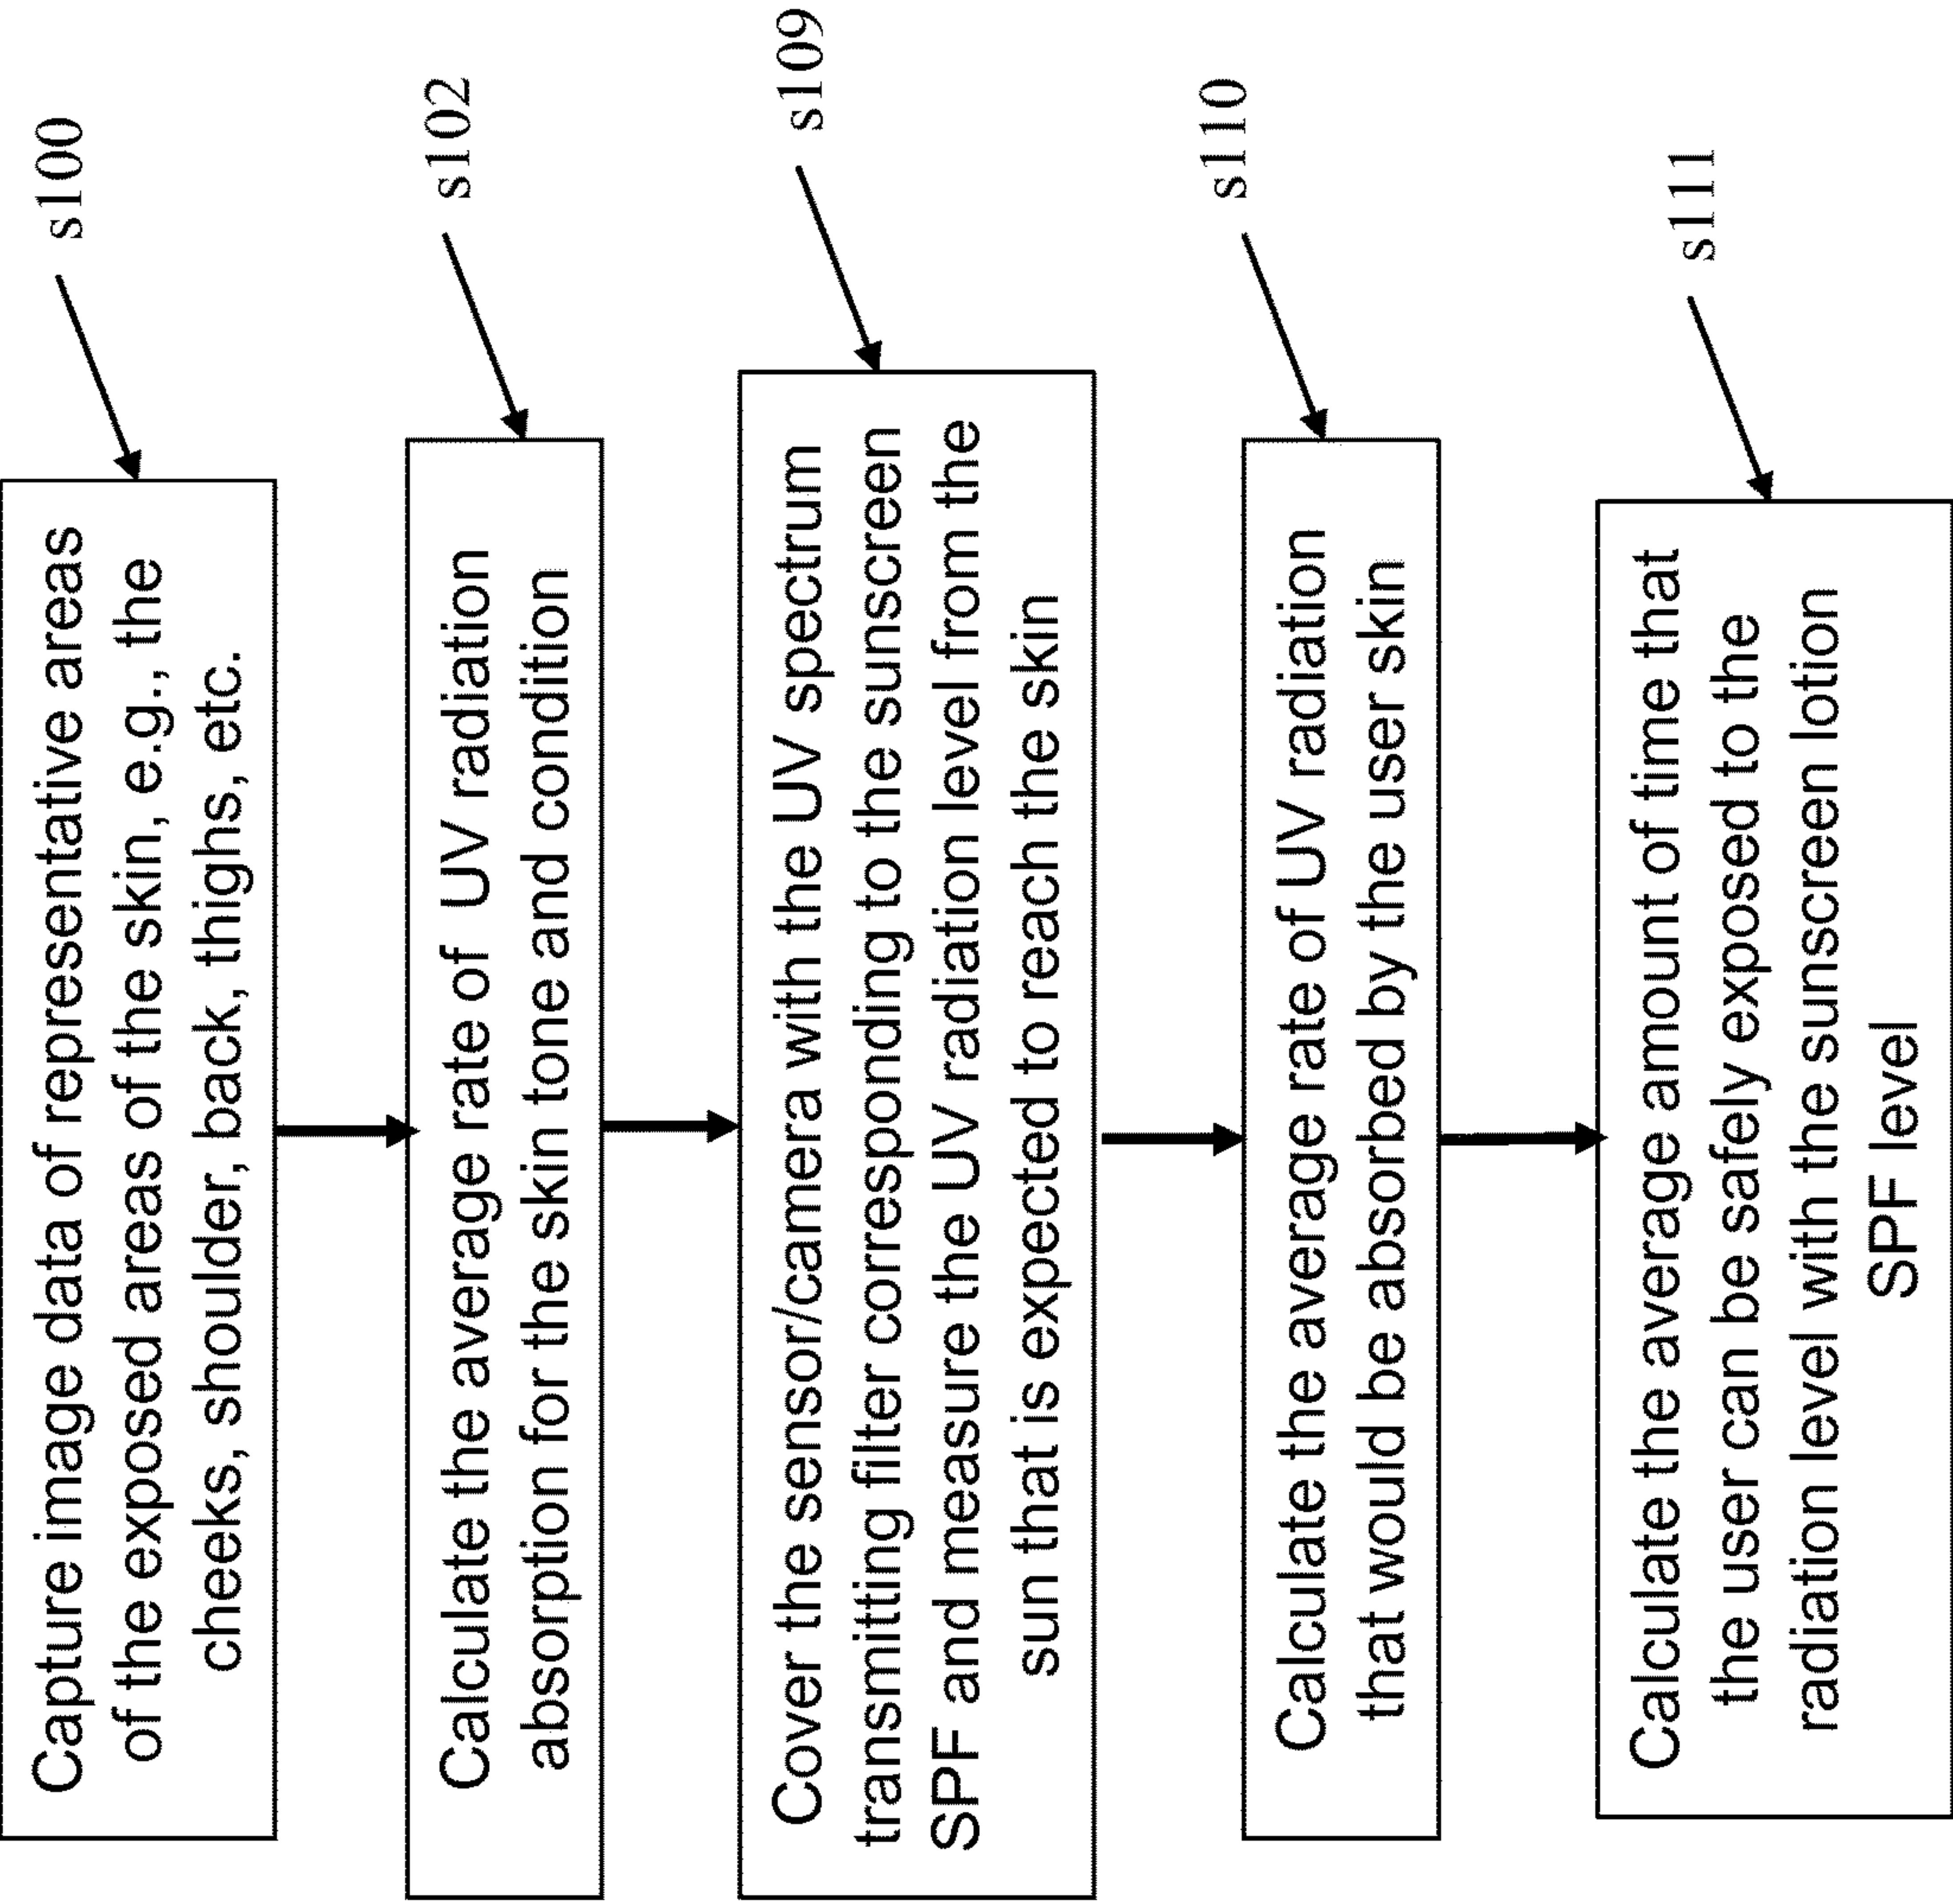 Capture image data of representative areas
of the exposed areas of the skin, e.g., the
cheeks, shoulder, back, thighs, etc.
s100
Calculate the average rate of UV radiation
absorption for the skin tone and condition
s102
Cover the sensor/camera with the UV spectrum
transmitting filter corresponding to the sunscreen
SPF and measure the UV radiation level from the
sun that is expected to reach the skin
s109
Calculate the average rate of UV radiation
that would be absorbed by the user skin
s110
Calculate the average amount of time that
the user can be safely exposed to the
radiation level with the sunscreen lotion
SPF level
s111